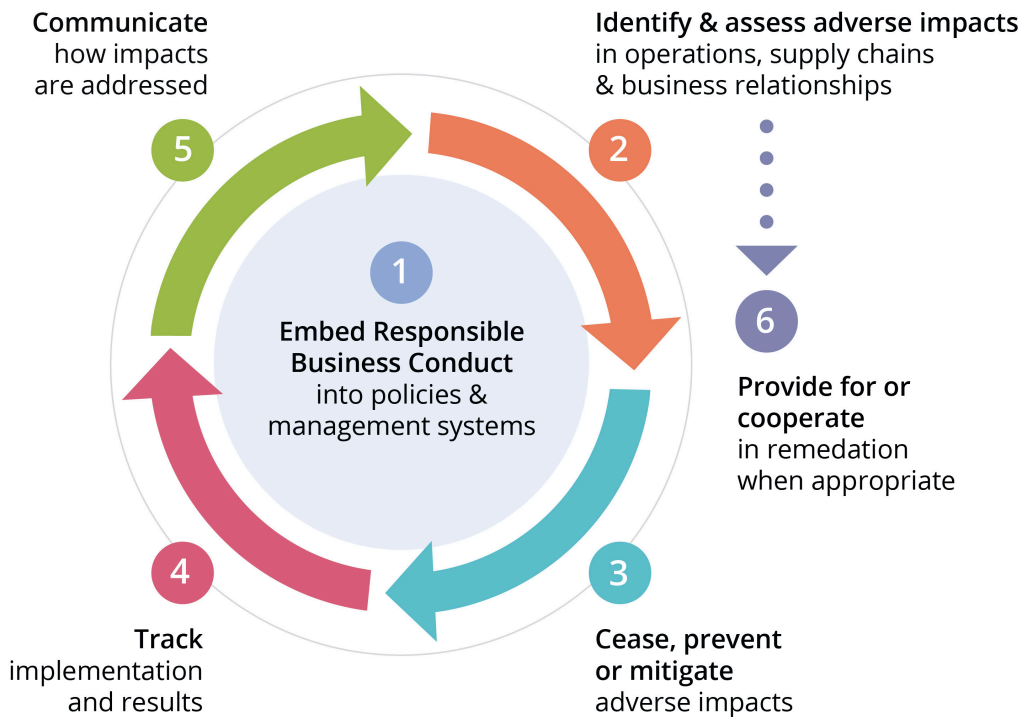 Communicate
how impacts
are addressed
5
Identify & assess adverse impacts
in operations, supply chains
& business relationships
2
1
Embed Responsible
Business Conduct
into policies &
management systems
6
Provide for or
cooperate
in remedation
when appropriate
4
Track
implementation
and results
3
Cease, prevent
or mitigate
adverse impacts